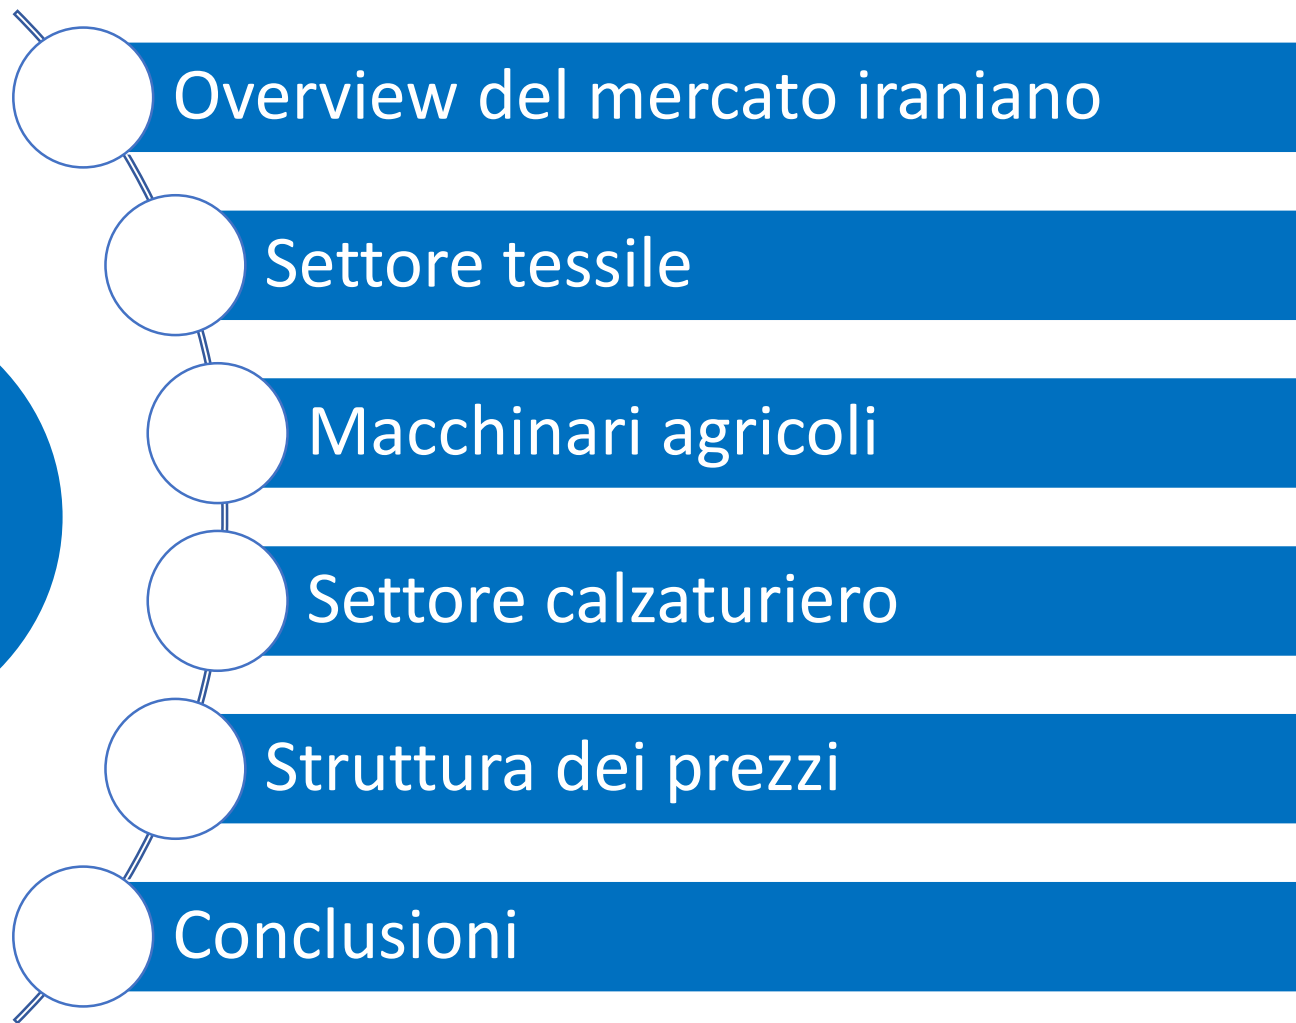 Overview del mercato iraniano
Settore tessile
Macchinari agricoli
Settore calzaturiero
Struttura dei prezzi
Conclusioni